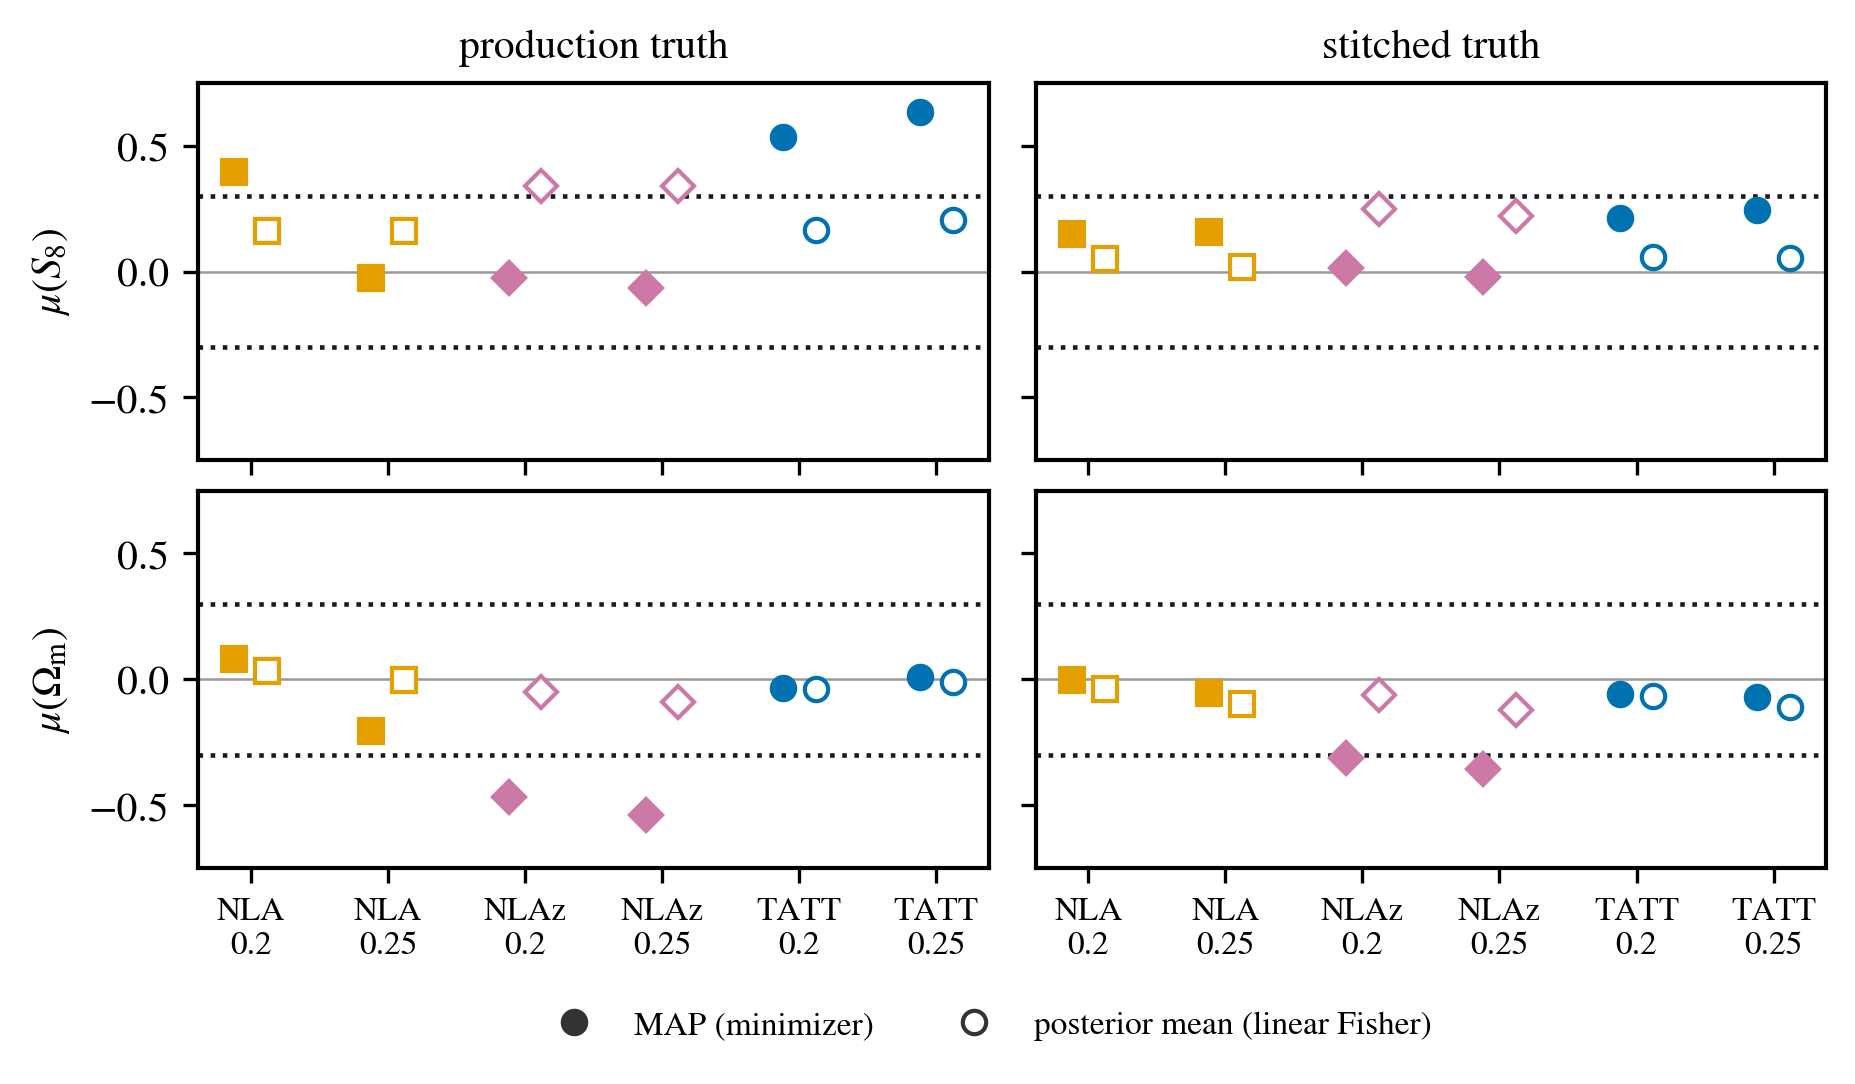 production truth
stitched truth
μ(S8)
0.5
0.0
−0.5
μ(Ωm)
0.5
0.0
−0.5
NLA 0.2
NLA 0.25
NLAz 0.2
NLAz 0.25
TATT 0.2
TATT 0.25
NLA 0.2
NLA 0.25
NLAz 0.2
NLAz 0.25
TATT 0.2
TATT 0.25
MAP (minimizer)
posterior mean (linear Fisher)